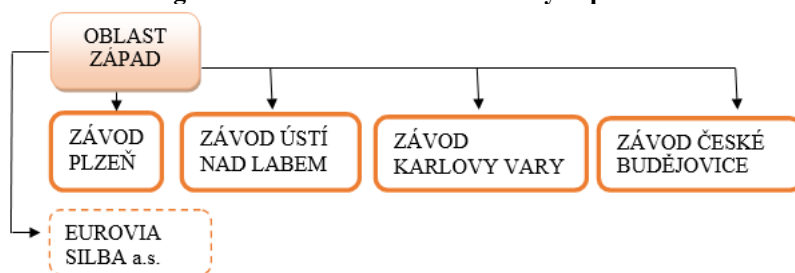 OBLAST
ZÁPAD
ZÁVOD
PLZEŇ
ZÁVOD ÚSTÍ
NAD LABEM
ZÁVOD
KARLOVY VARY
ZÁVOD ČESKÉ
BUDĚJOVICE
EUROVIA
SILBA a.s.